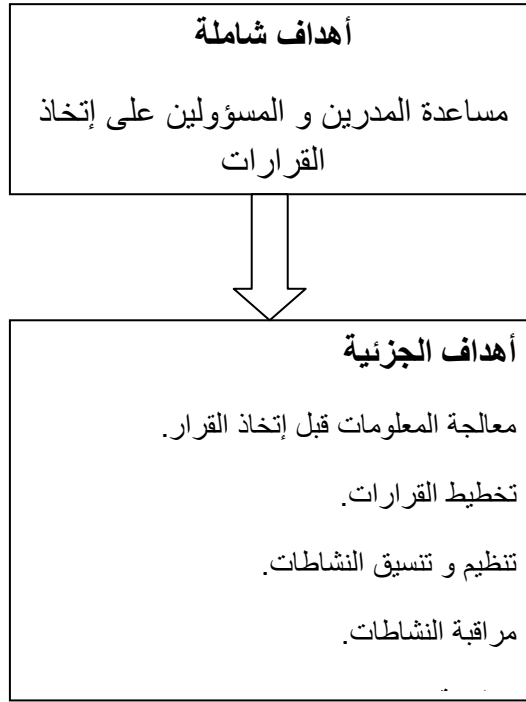 أهداف شاملة
مساعدة المدرين و المسؤولين على إتخاذ
القرارات
أهداف الجزئية
معالجة المعلومات قبل إتخاذ القرار.
تخطيط القرارات.
تنظيم و تنسيق النشاطات.
مراقبة النشاطات.